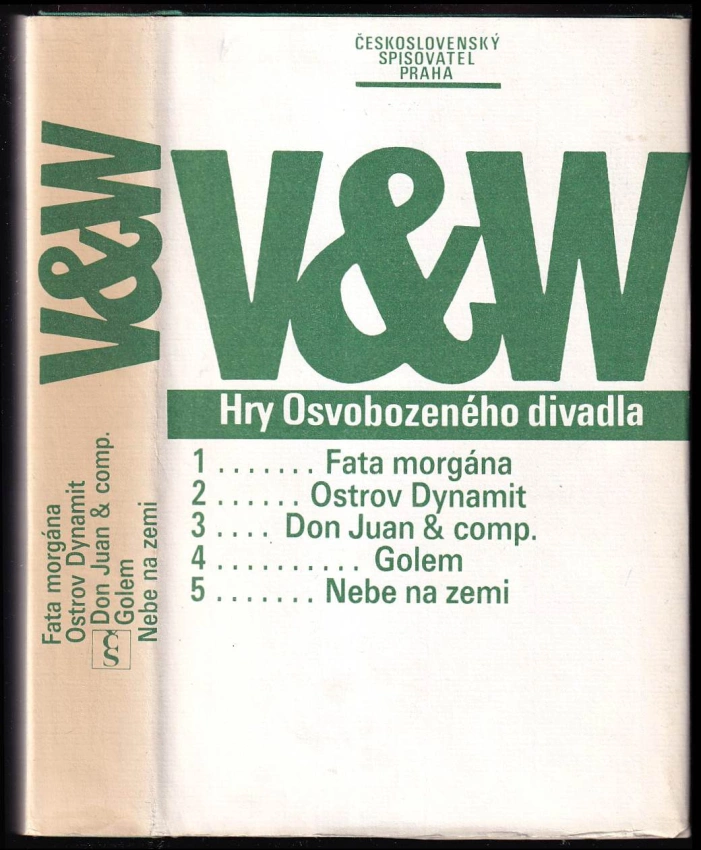 ČESKOSLOVENSKÝ
SPISOVATEL
PRAHA
V&W
Hry Osvobozeného divadla
1 ....... Fata morgána
2 ...... Ostrov Dynamit
3 .... Don Juan & comp.
4 .......... Golem
5 ....... Nebe na zemi
V&W
Fata morgána
Ostrov Dynamit
Don Juan & comp.
Golem
Nebe na zemi